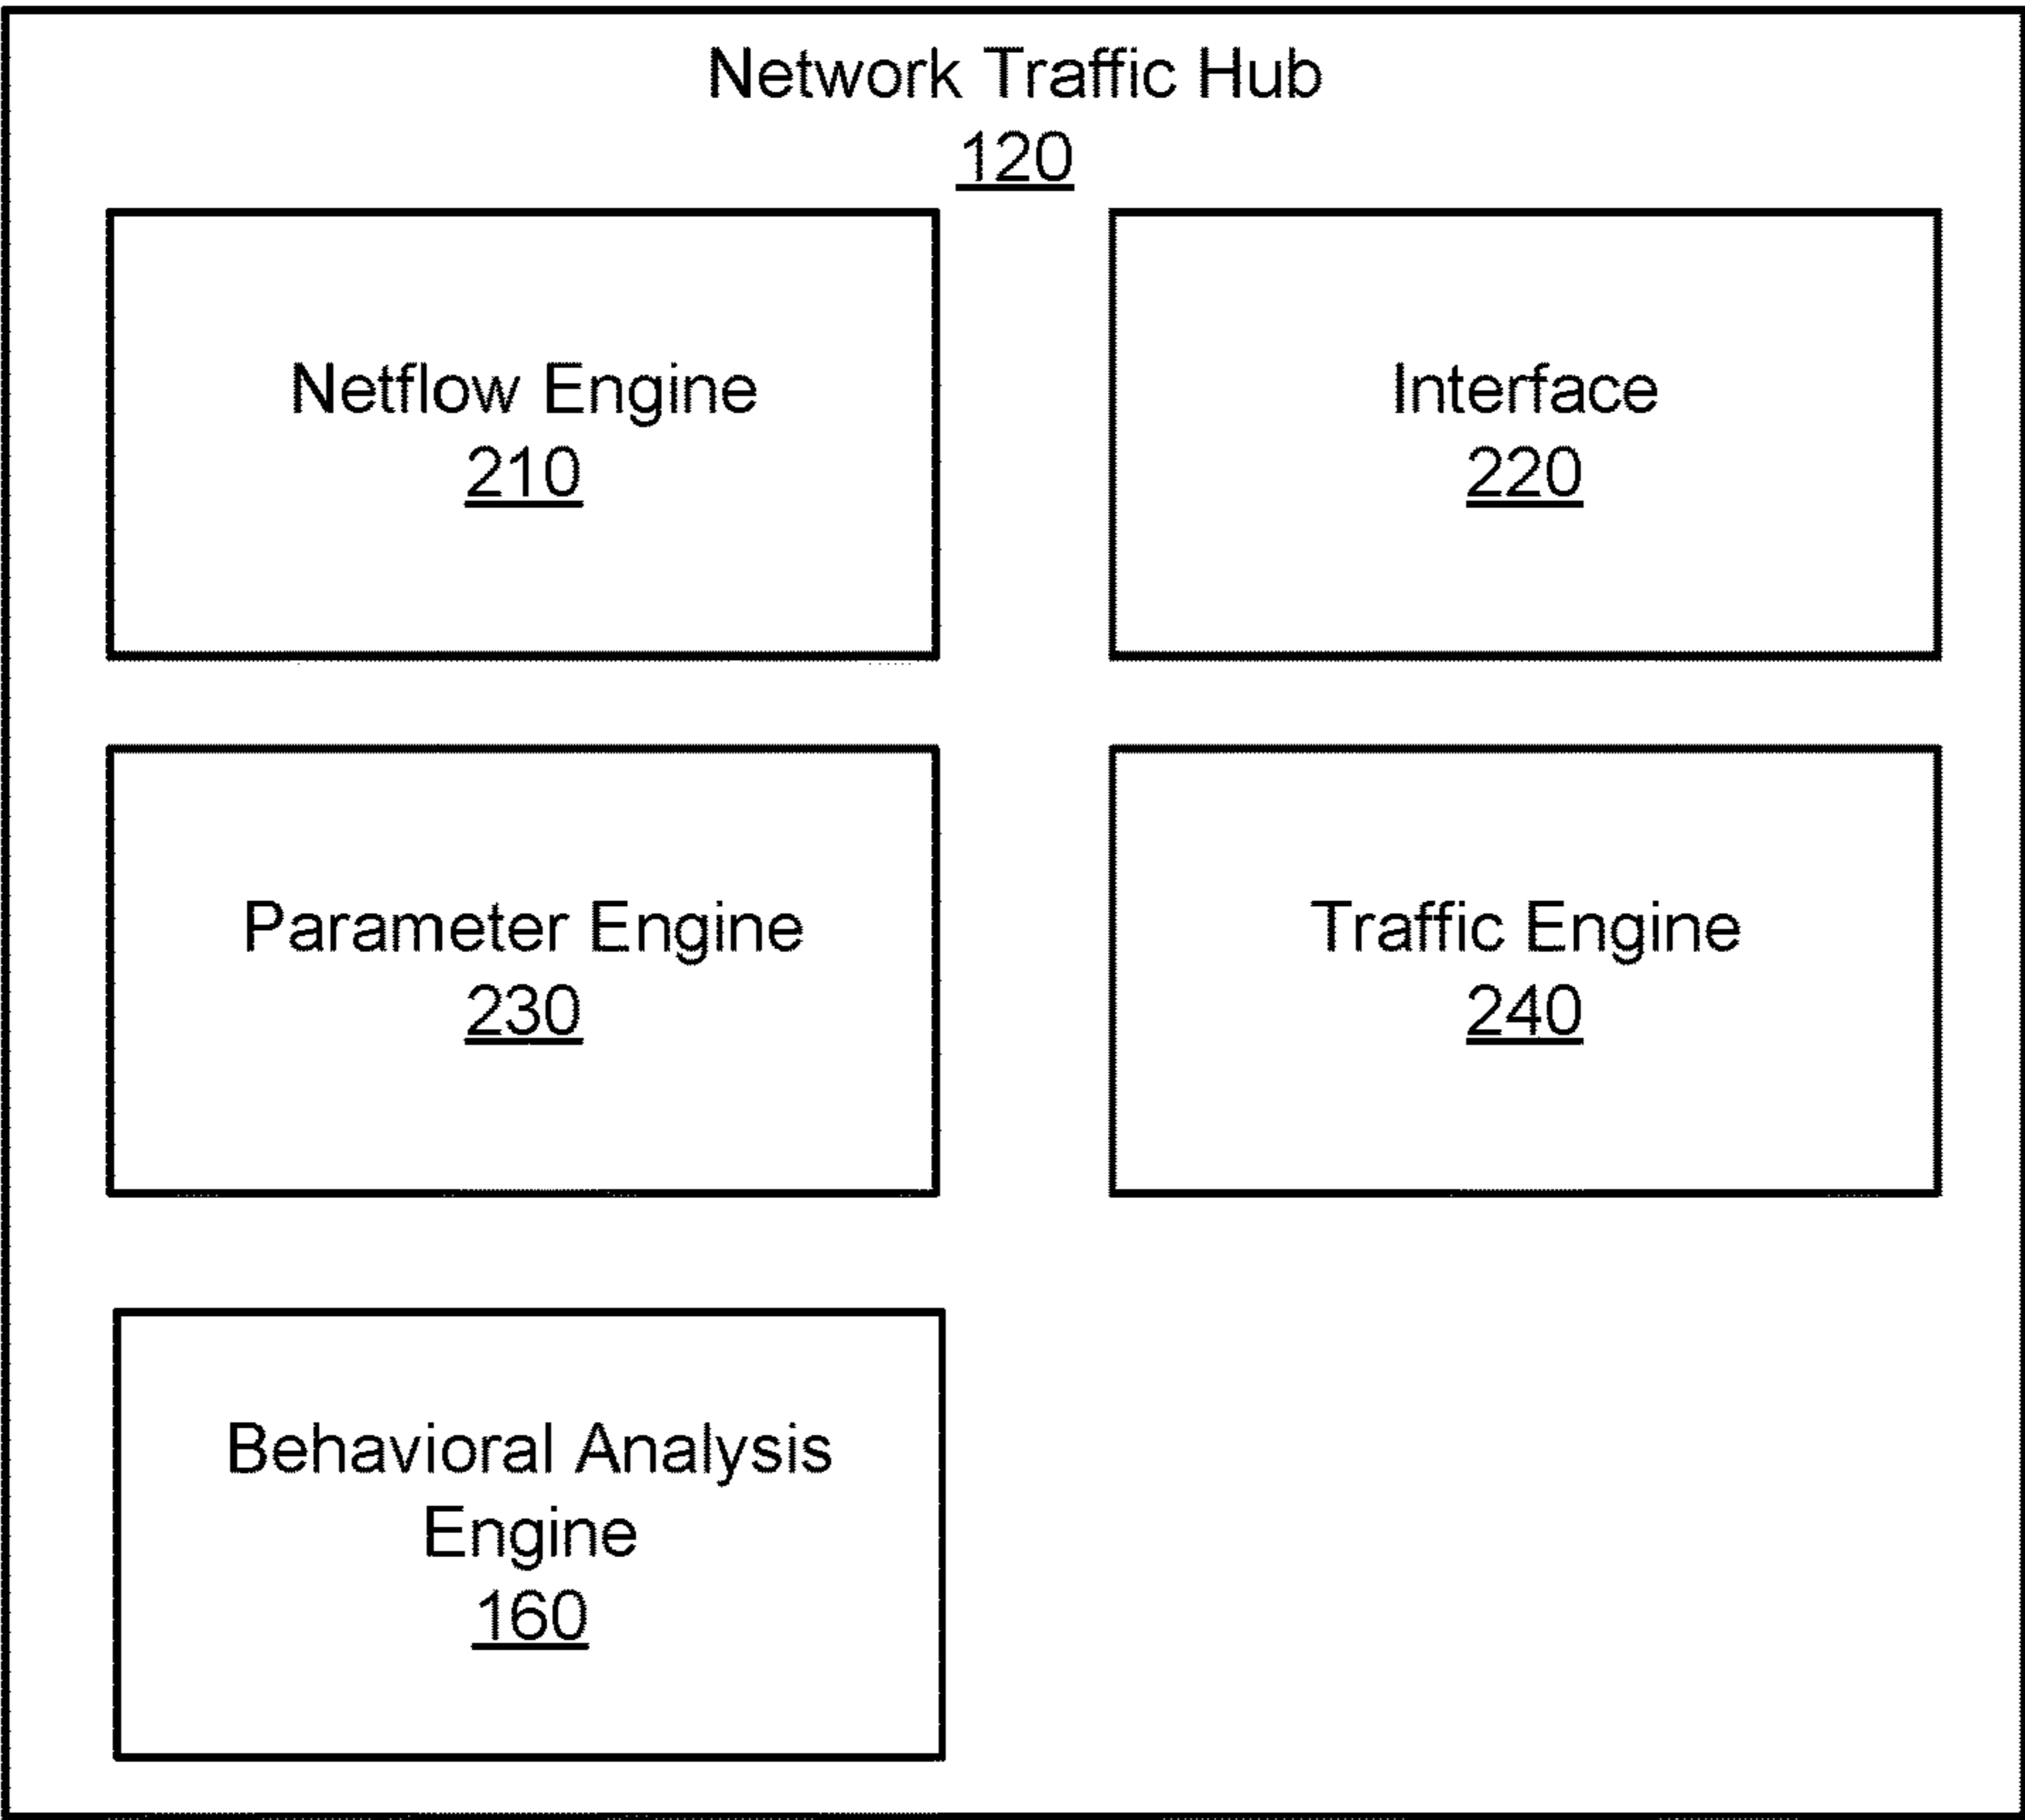 Network Traffic Hub
120
Netflow Engine
210
Interface
220
Parameter Engine
230
Traffic Engine
240
Behavioral Analysis
Engine
160